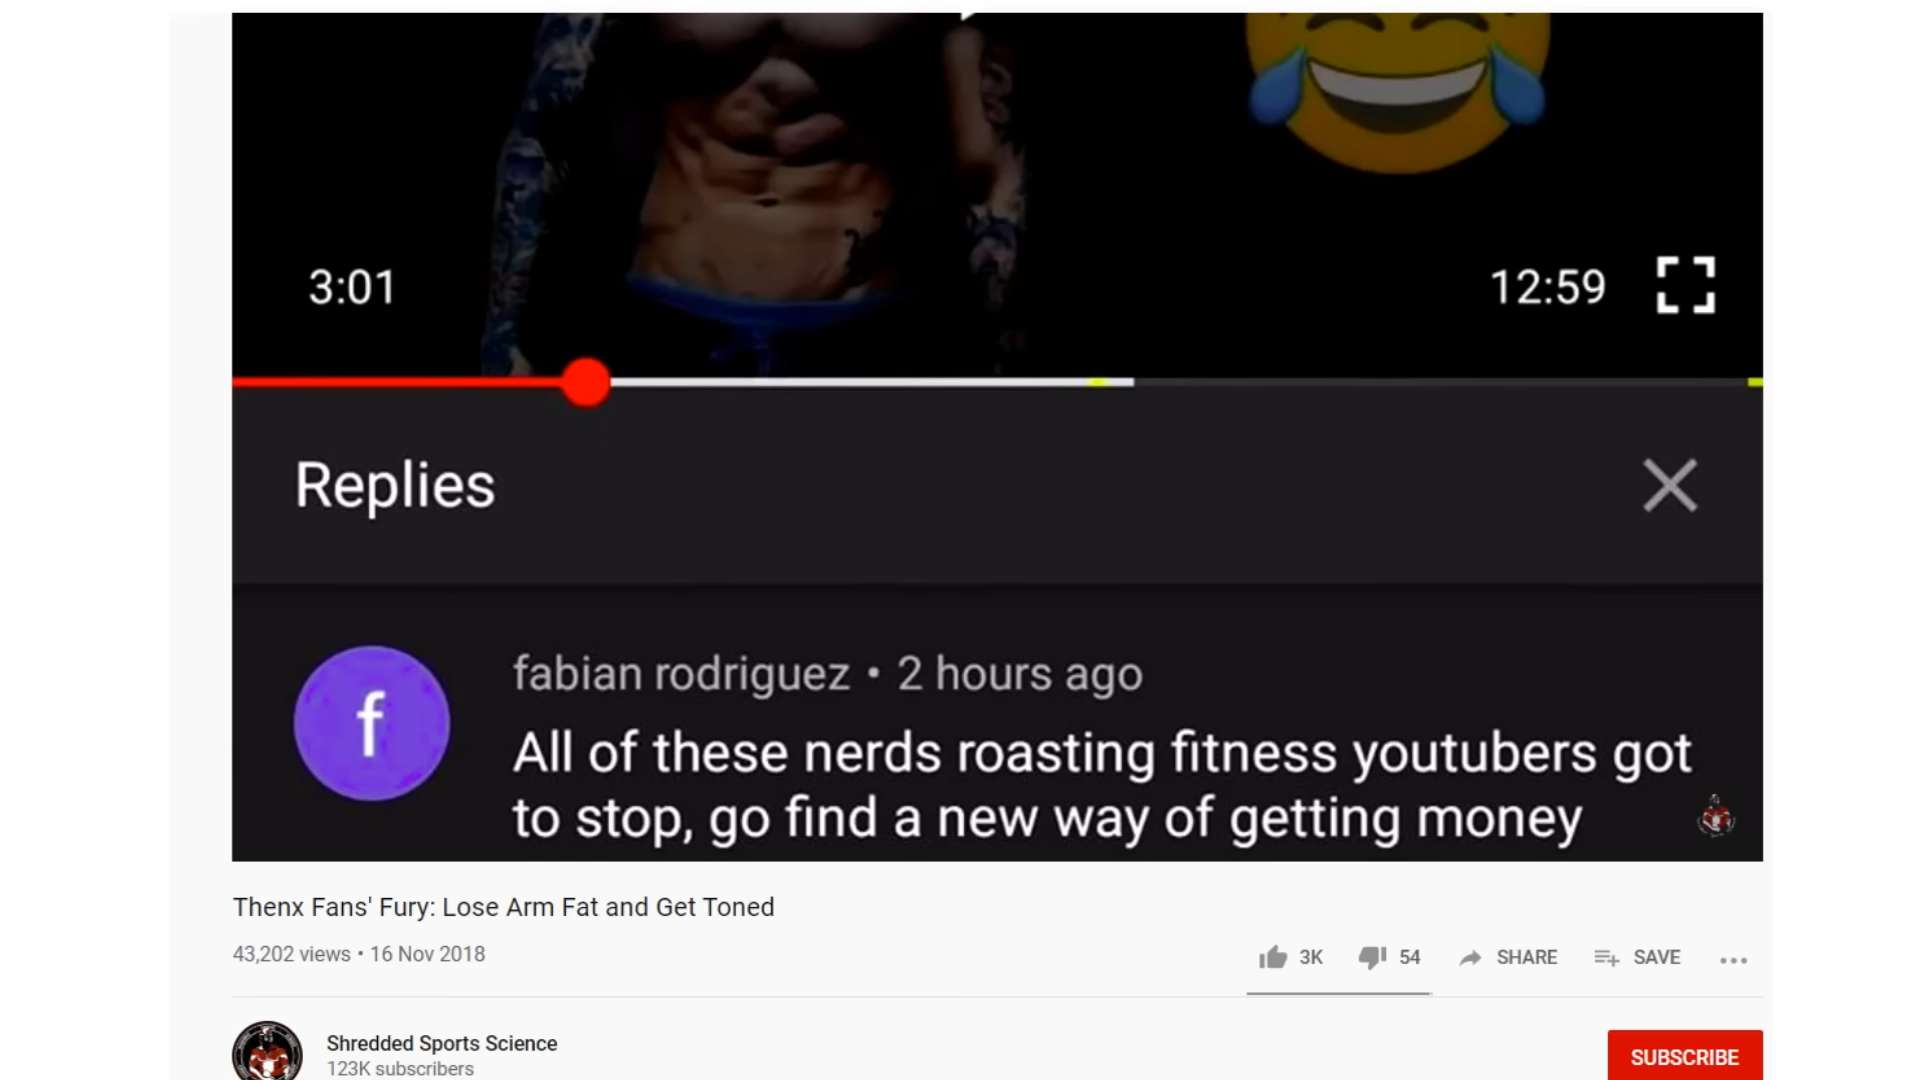 3:01
12:59
Replies
f
fabian rodriguez • 2 hours ago
All of these nerds roasting fitness youtubers got
to stop, go find a new way of getting money
Thenx Fans' Fury: Lose Arm Fat and Get Toned
43,202 views • 16 Nov 2018
3K
54
SHARE
SAVE
Shredded Sports Science
123K subscribers
SUBSCRIBE